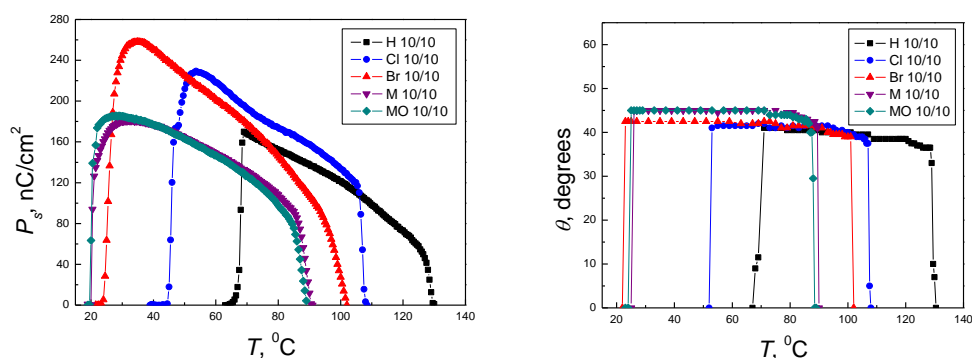 280
240
200
160
120
80
40
0
P_s, nC/cm²
20 40 60 80 100 120 140
T, ⁰C
H 10/10
Cl 10/10
Br 10/10
M 10/10
MO 10/10
60
50
40
30
20
10
0
θ, degrees
20 40 60 80 100 120 140
T, ⁰C
H 10/10
Cl 10/10
Br 10/10
M 10/10
MO 10/10